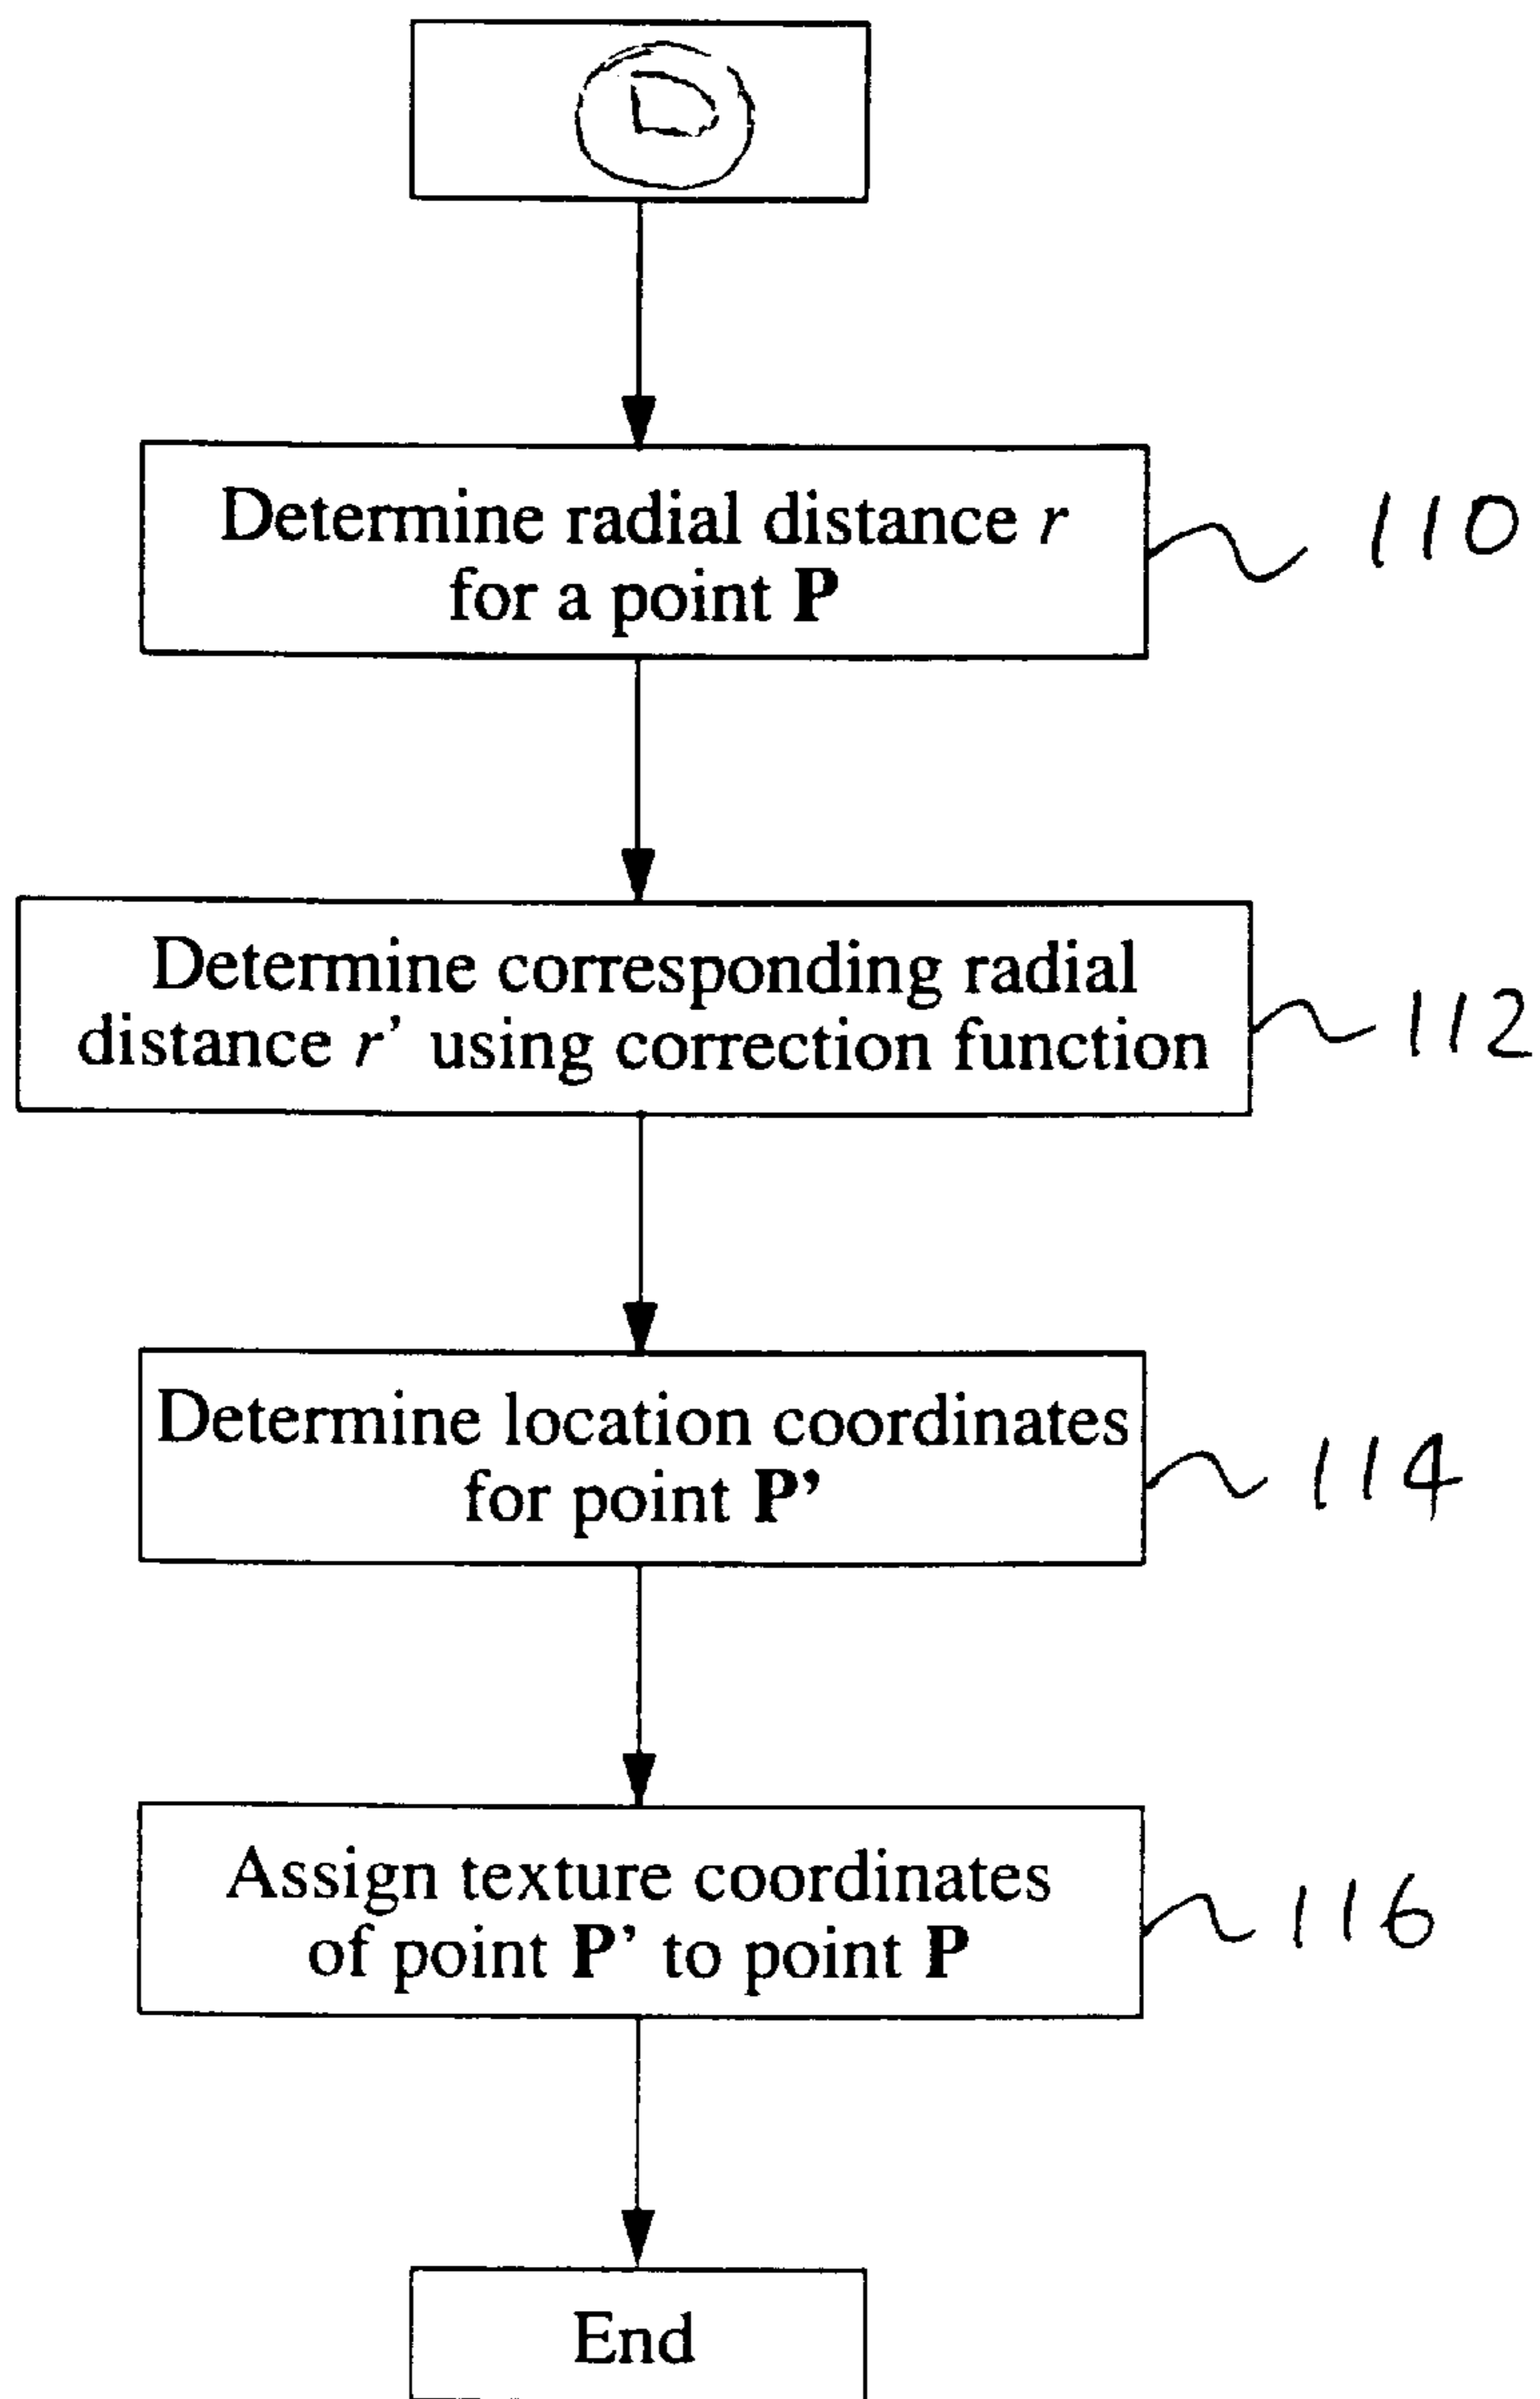 D
Determine radial distance r
for a point P
110
Determine corresponding radial
distance r' using correction function
112
Determine location coordinates
for point P'
114
Assign texture coordinates
of point P' to point P
116
End